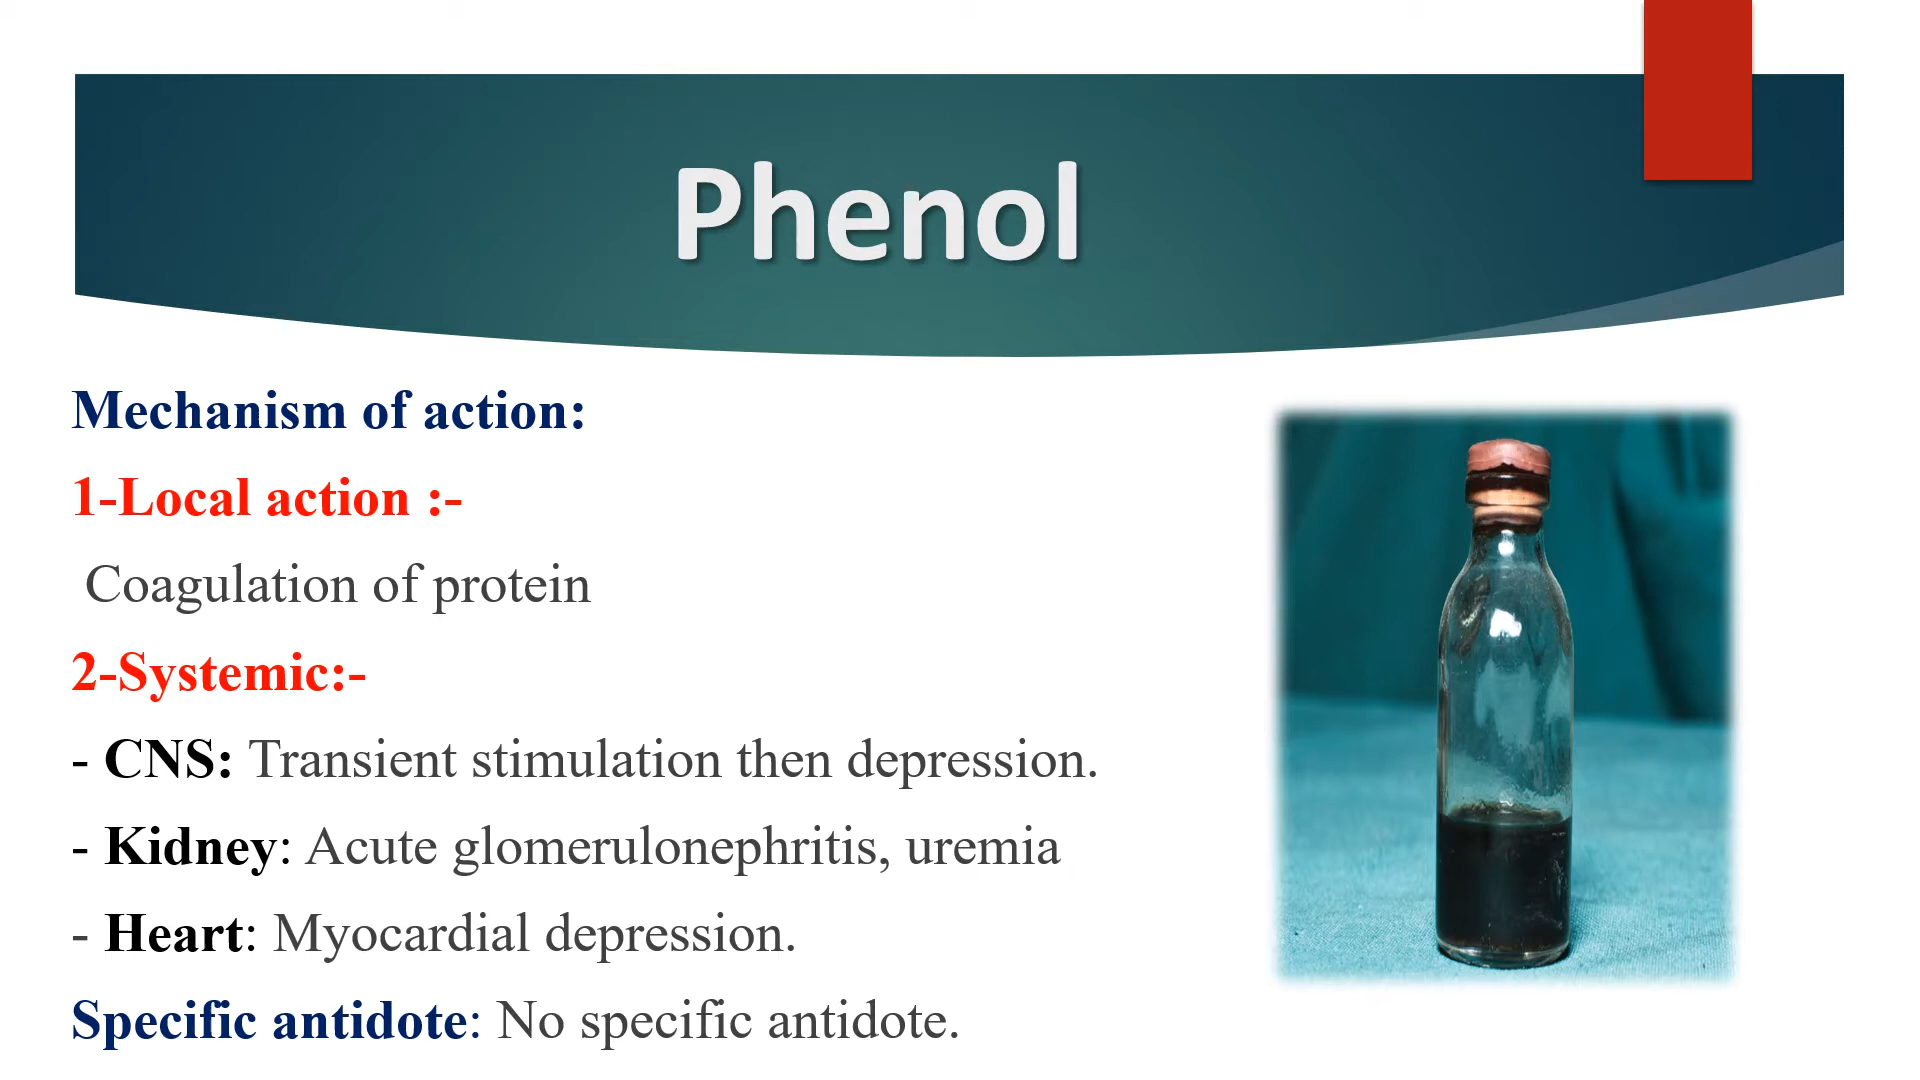 Phenol
Mechanism of action:
1-Local action :-
Coagulation of protein
2-Systemic:-
- CNS: Transient stimulation then depression.
- Kidney: Acute glomerulonephritis, uremia
- Heart: Myocardial depression.
Specific antidote: No specific antidote.